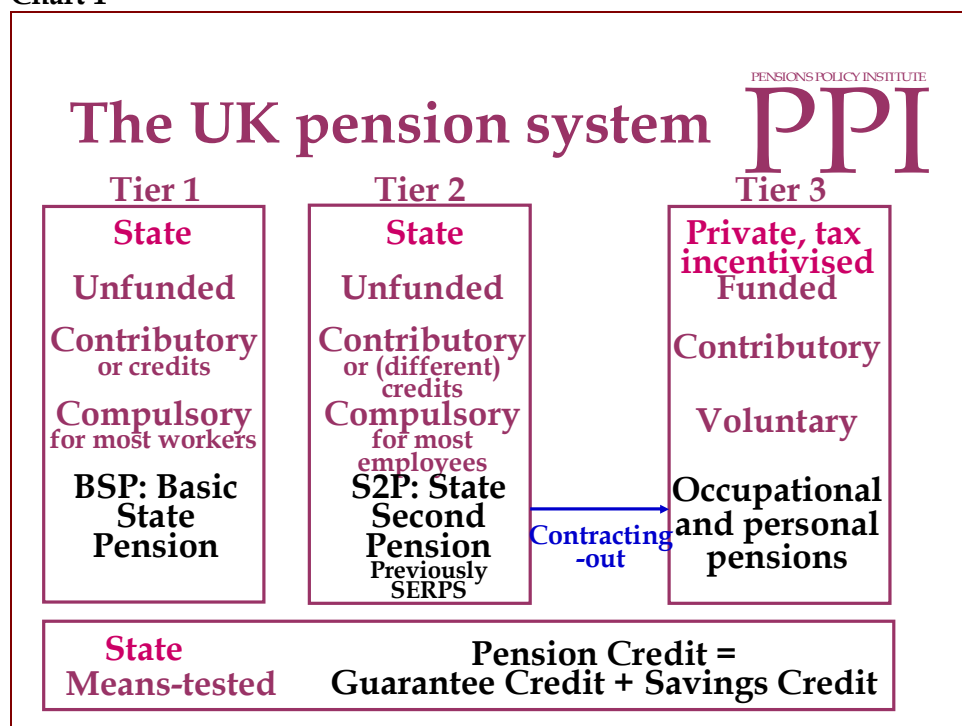 Chart 1
PENSIONS POLICY INSTITUTE
PPI
The UK pension system
Tier 1
State
Unfunded
Contributory
or credits
Compulsory
for most workers
BSP: Basic
State
Pension
Tier 2
State
Unfunded
Contributory
or (different)
credits
Compulsory
for most
employees
S2P: State
Second
Pension
Previously
SERPS
Contracting
-out
Tier 3
Private, tax
incentivised
Funded
Contributory
Voluntary
Occupational
and personal
pensions
State
Means-tested
Pension Credit =
Guarantee Credit + Savings Credit